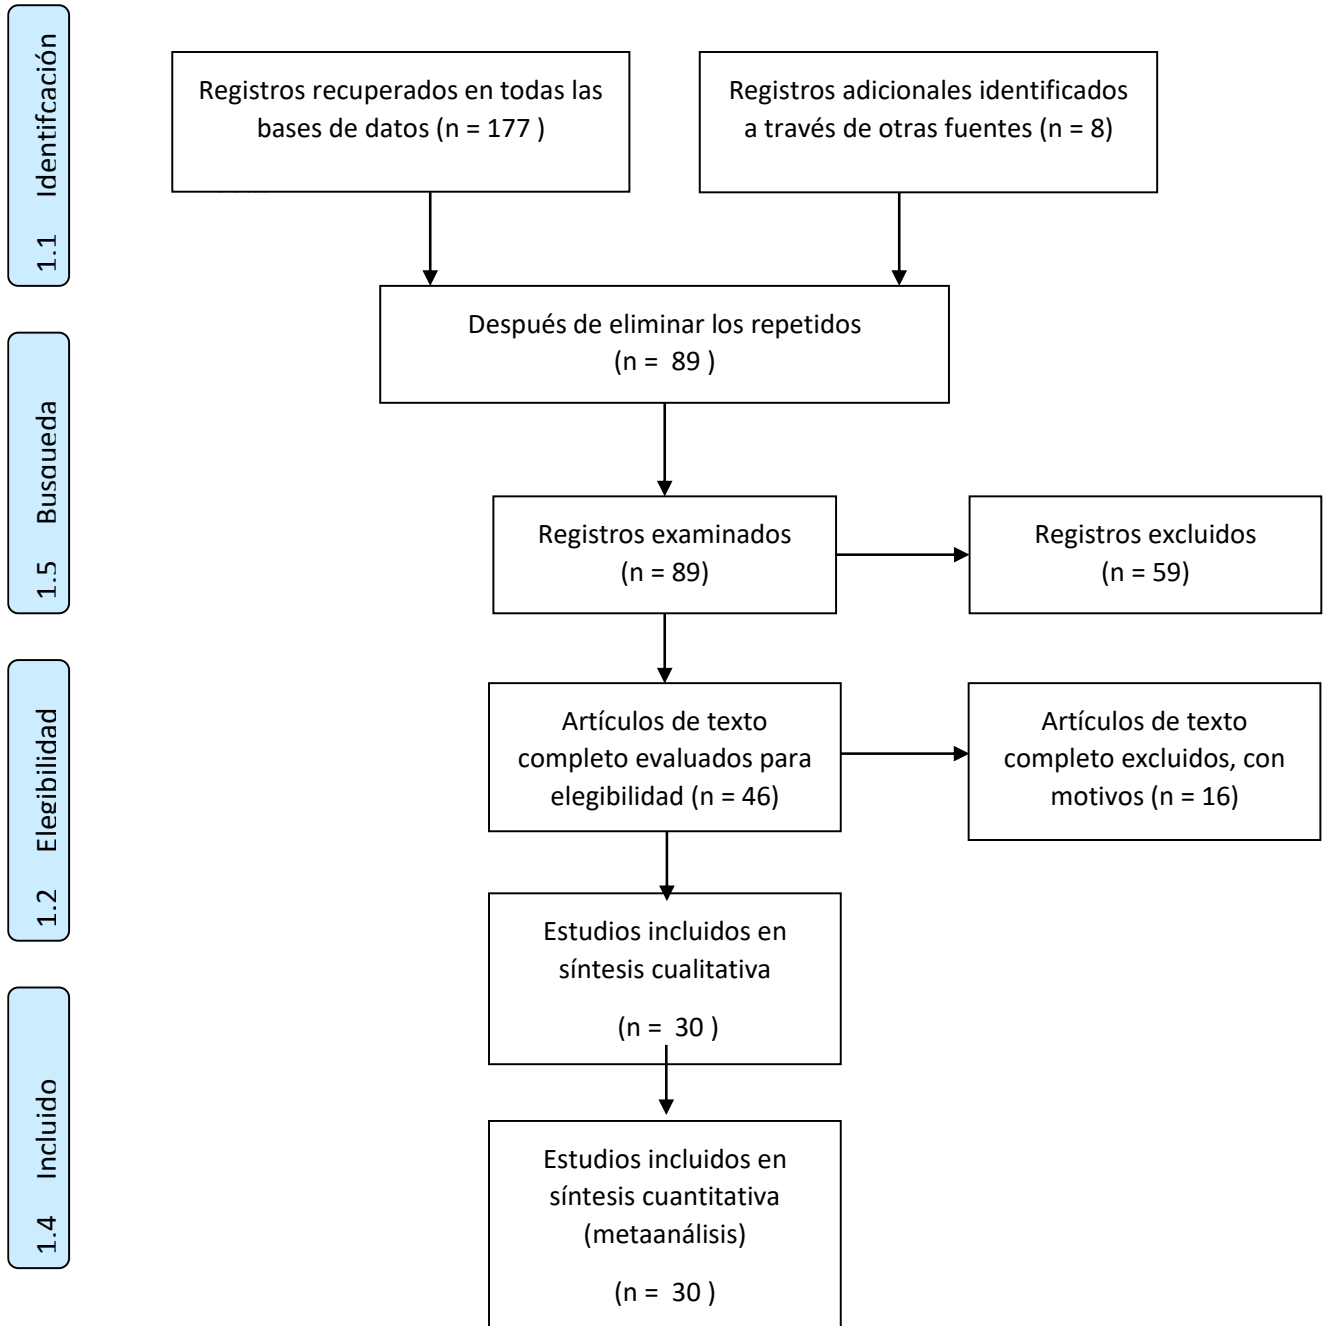 1.1 Identifcación
Registros recuperados en todas las
bases de datos (n = 177 )
Registros adicionales identificados
a través de otras fuentes (n = 8)
Después de eliminar los repetidos
(n = 89 )
1.5 Busqueda
Registros examinados
(n = 89)
Registros excluidos
(n = 59)
1.2 Elegibilidad
Artículos de texto
completo evaluados para
elegibilidad (n = 46)
Artículos de texto
completo excluidos, con
motivos (n = 16)
Estudios incluidos en
síntesis cualitativa
(n = 30 )
1.4 Incluido
Estudios incluidos en
síntesis cuantitativa
(metaanálisis)
(n = 30 )